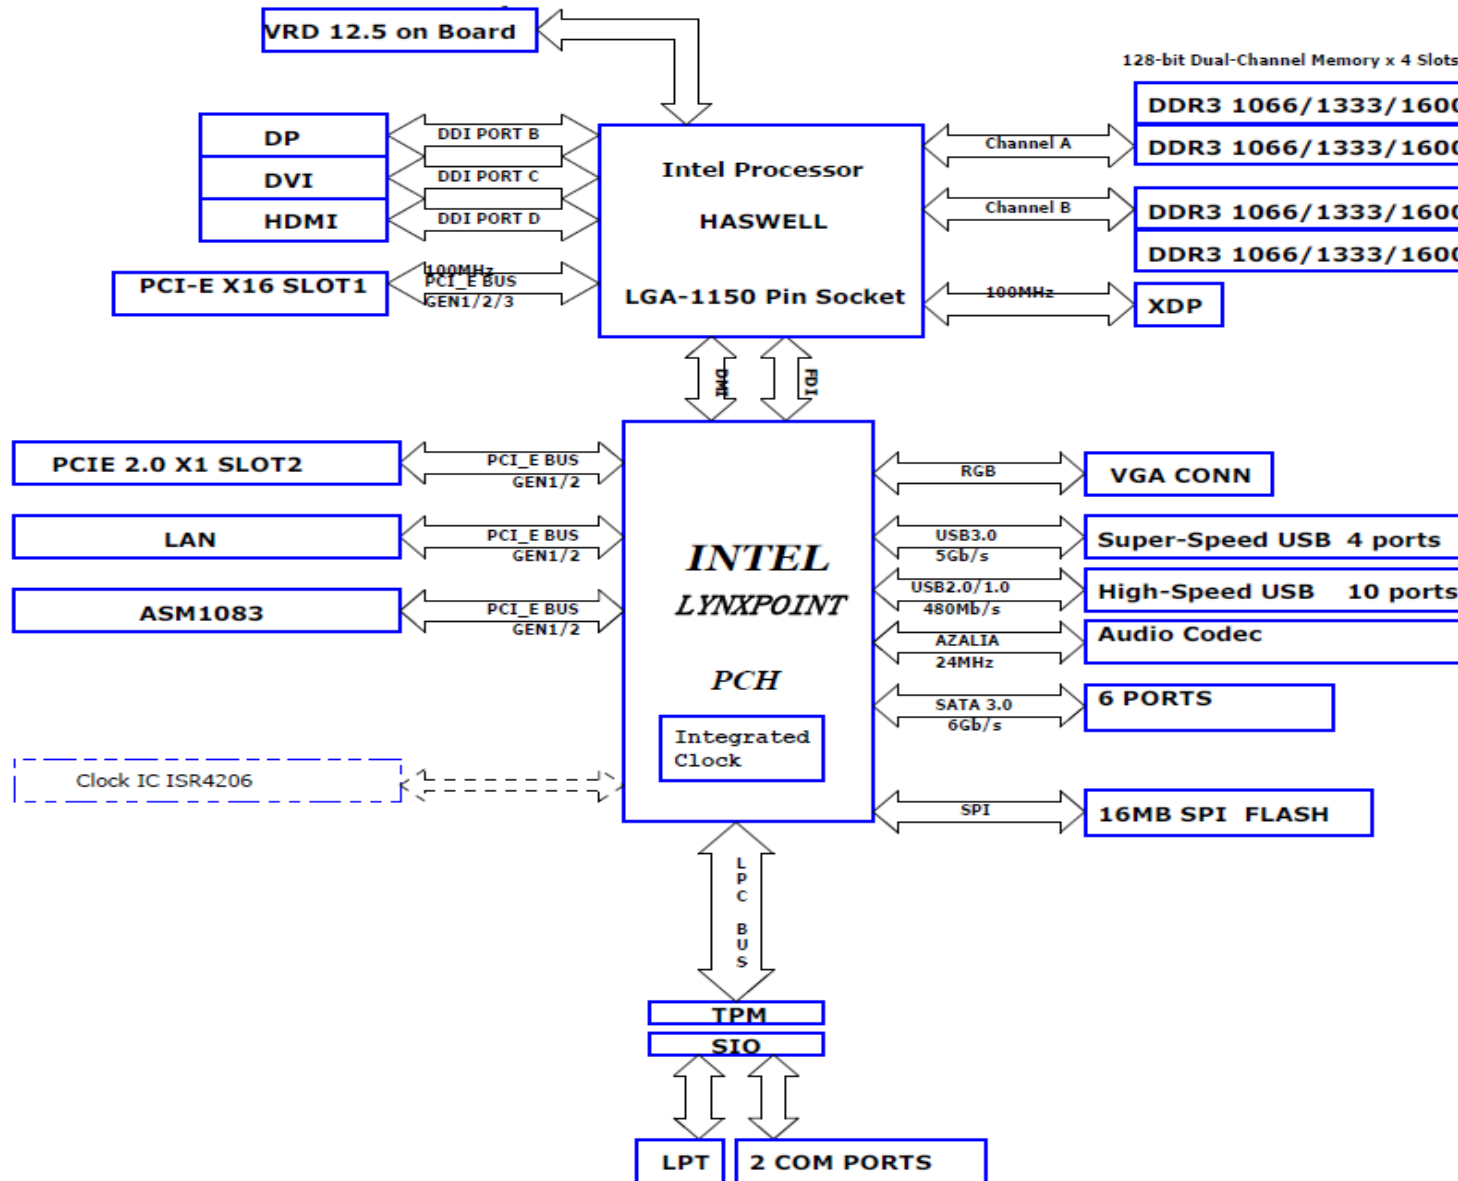 VRD 12.5 on Board
128-bit Dual-Channel Memory x 4 Slots
DP
DDI PORT B
DVI
DDI PORT C
HDMI
DDI PORT D
PCI-E X16 SLOT1
100MHz
PCI_E BUS
GEN1/2/3
Intel Processor
HASWELL
LGA-1150 Pin Socket
Channel A
DDR3 1066/1333/1600
DDR3 1066/1333/1600
Channel B
DDR3 1066/1333/1600
DDR3 1066/1333/1600
100MHz
XDP
DMI
FDI
PCIE 2.0 X1 SLOT2
PCI_E BUS
GEN1/2
LAN
PCI_E BUS
GEN1/2
ASM1083
PCI_E BUS
GEN1/2
Clock IC ISR4206
INTEL
LYNXPOINT
PCH
Integrated
Clock
RGB
VGA CONN
USB3.0
5Gb/s
Super-Speed USB 4 ports
USB2.0/1.0
480Mb/s
High-Speed USB 10 ports
AZALIA
24MHz
Audio Codec
SATA 3.0
6Gb/s
6 PORTS
SPI
16MB SPI FLASH
LPC BUS
TPM
SIO
LPT
2 COM PORTS